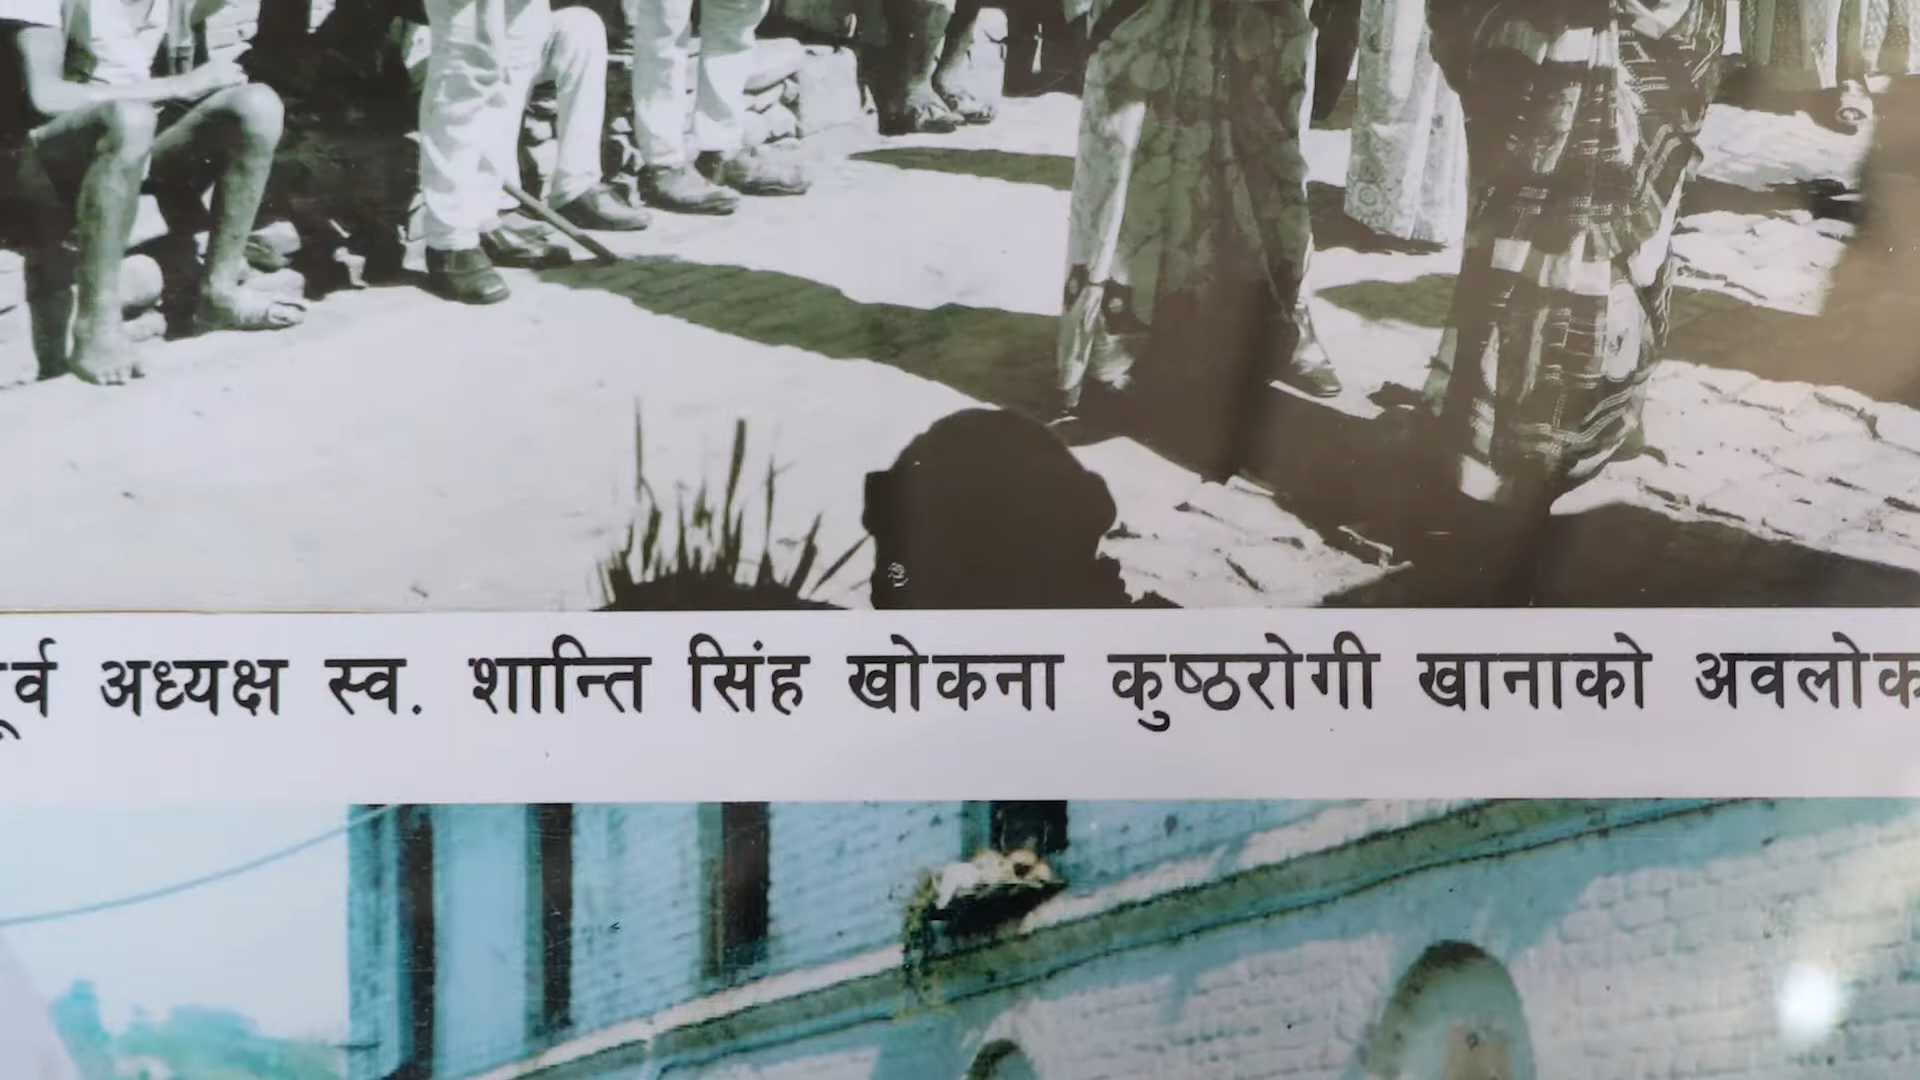 पूर्व अध्यक्ष स्व. शान्ति सिंह खोकना कुष्ठरोगी खानाको अवलोक